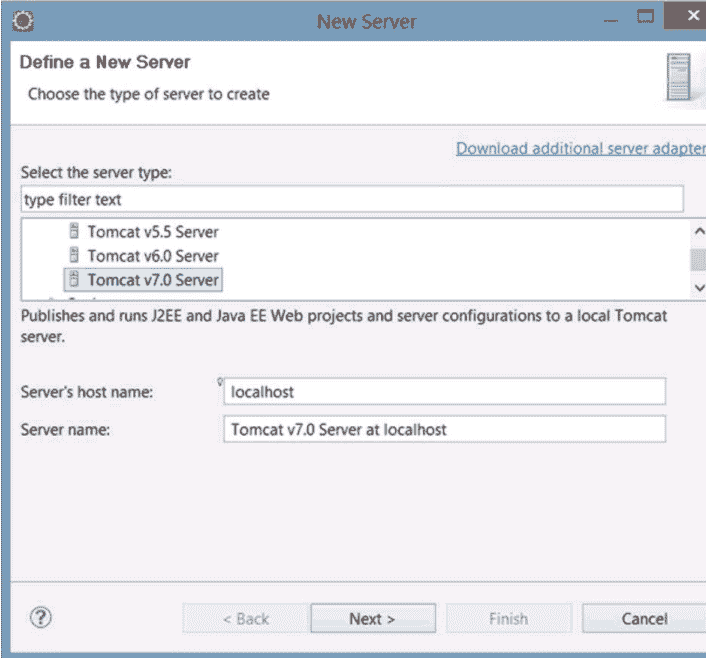 New Server
Define a New Server
Choose the type of server to create
Download additional server adapter
Select the server type:
type filter text
Tomcat v5.5 Server
Tomcat v6.0 Server
Tomcat v7.0 Server
Publishes and runs J2EE and Java EE Web projects and server configurations to a local Tomcat
server.
Server's host name:
localhost
Server name:
Tomcat v7.0 Server at localhost
< Back
Next >
Finish
Cancel